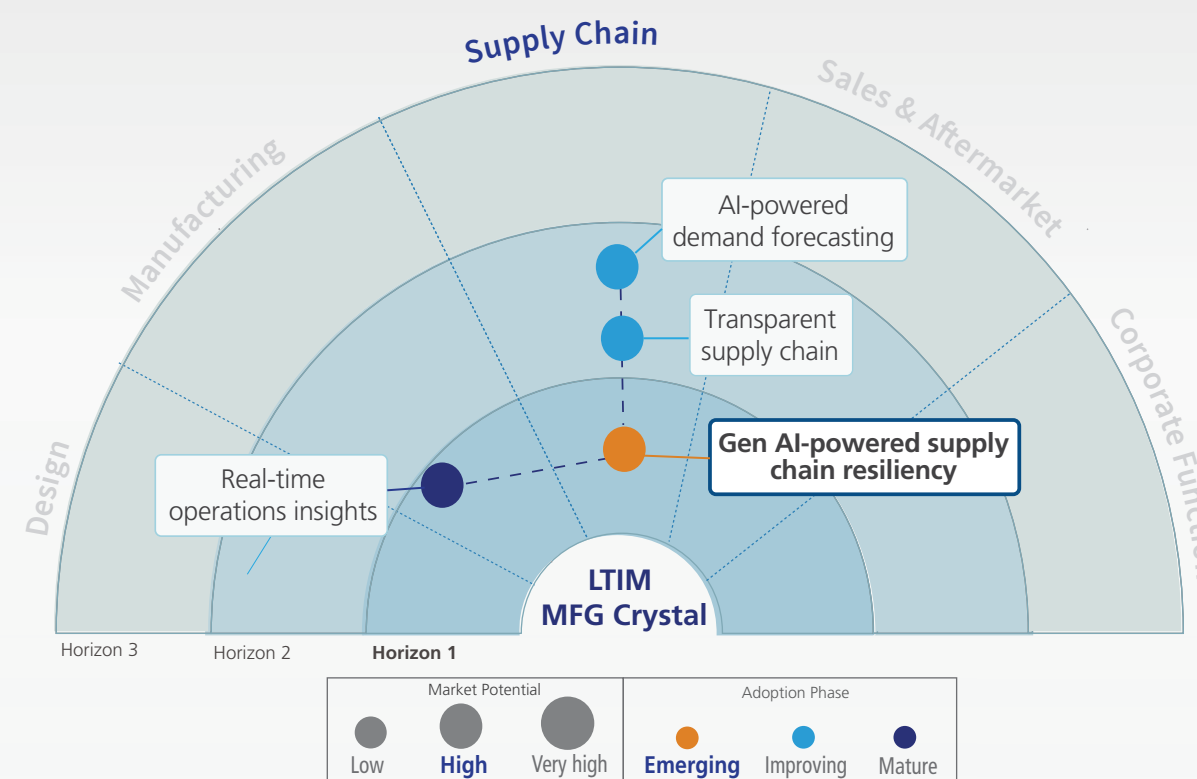 Supply Chain
Sales & Aftermarket
Manufacturing
Design
AI-powered
demand forecasting
Transparent
supply chain
Gen AI-powered supply
chain resiliency
Real-time
operations insights
LTIM
MFG Crystal
Horizon 3
Horizon 2
Horizon 1
Market Potential
Low
High
Very high
Adoption Phase
Emerging
Improving
Mature
Corporate